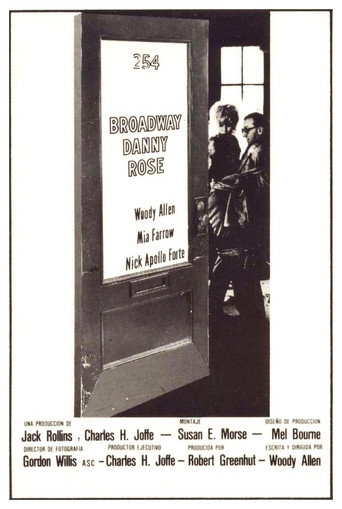 254
BROADWAY
DANNY
ROSE
Woody Allen
Mia Farrow
Nick Apollo Forte
UNA PRODUCCION DE MONTAJE DISEÑO DE PRODUCCION
Jack Rollins y Charles H. Joffe — Susan E. Morse — Mel Bourne
DIRECTOR DE FOTOGRAFIA PRODUCTOR EJECUTIVO PRODUCIDA POR ESCRITA Y DIRIGIDA POR
Gordon Willis ASC – Charles H. Joffe – Robert Greenhut – Woody Allen